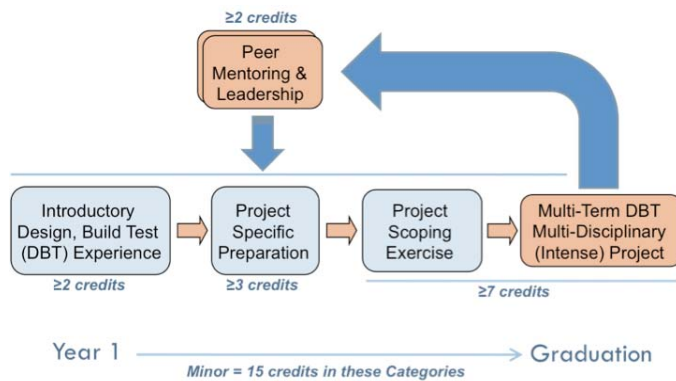 ≥2 credits
Peer
Mentoring &
Leadership
Introductory
Design, Build Test
(DBT) Experience
≥2 credits
Project
Specific
Preparation
≥3 credits
Project
Scoping
Exercise
Multi-Term DBT
Multi-Disciplinary
(Intense) Project
≥7 credits
Year 1
Graduation
Minor = 15 credits in these Categories